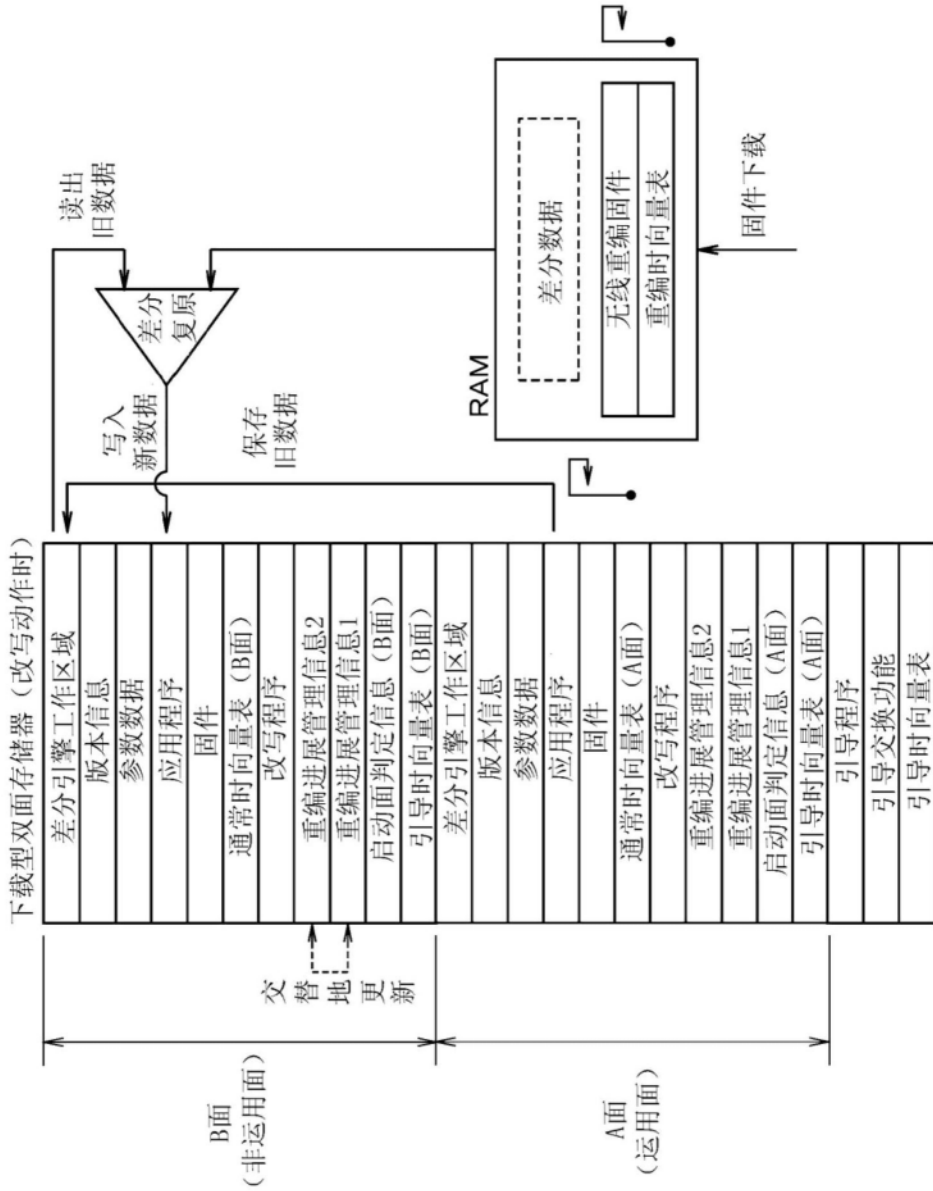 下载型双面存储器（改写动作时）
差分引擎工作区域
版本信息
参数数据
应用程序
固件
通常时向量表（B面）
改写程序
重编进展管理信息2
重编进展管理信息1
启动面判定信息（B面）
引导时向量表（B面）
差分引擎工作区域
版本信息
参数数据
应用程序
固件
通常时向量表（A面）
改写程序
重编进展管理信息2
重编进展管理信息1
启动面判定信息（A面）
引导时向量表（A面）
引导程序
引导交换功能
引导时向量表
B面
（非运用面）
A面
（运用面）
交替地更新
读出
旧数据
差分
复原
写入
新数据
保存
旧数据
RAM
差分数据
无线重编固件
重编时向量表
固件下载